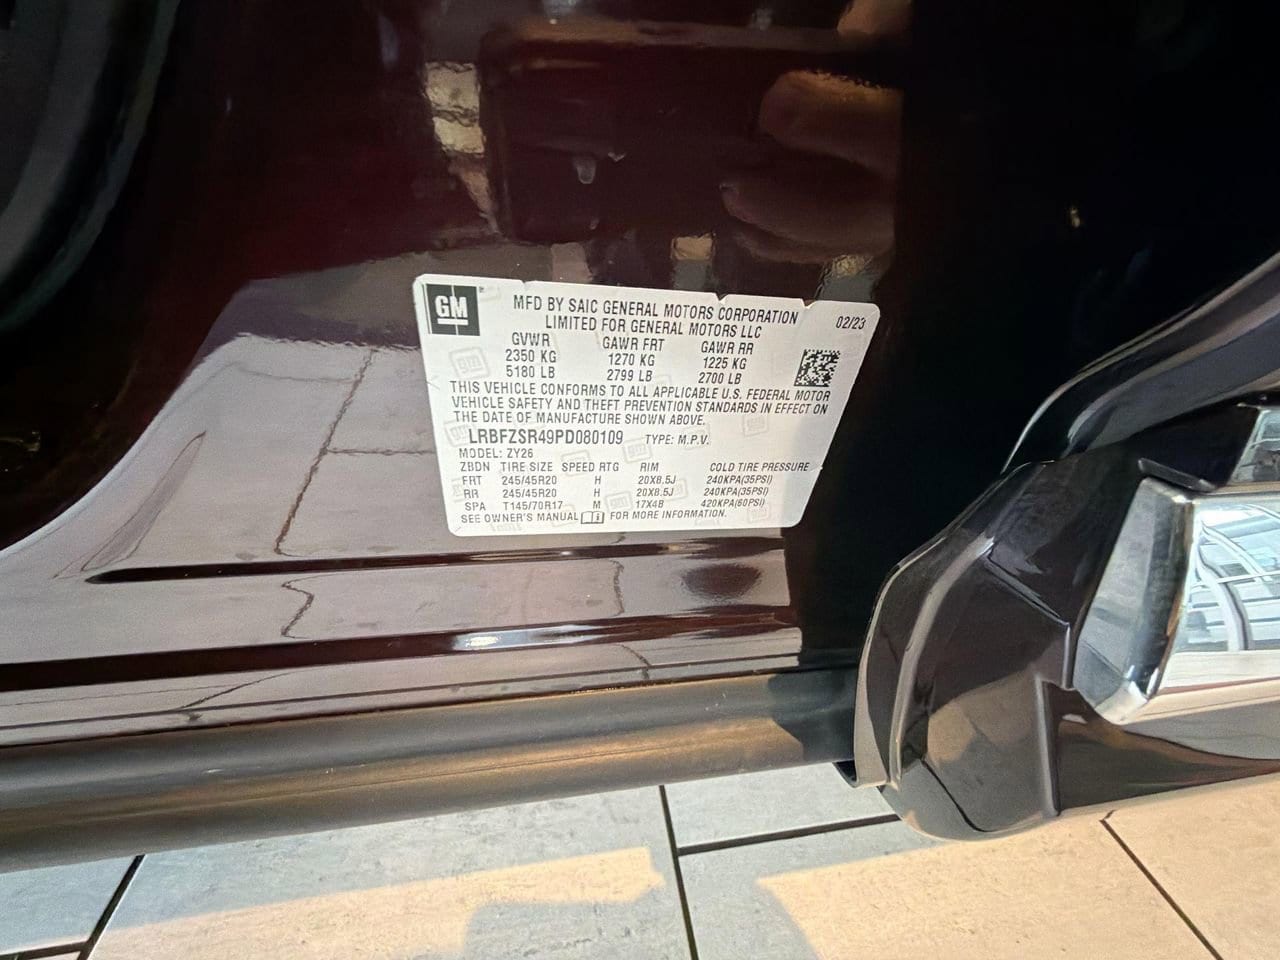 GM
MFD BY SAIC GENERAL MOTORS CORPORATION
LIMITED FOR GENERAL MOTORS LLC
02/23
GVWR GAWR FRT GAWR RR
2350 KG 1270 KG 1225 KG
5180 LB 2799 LB 2700 LB
THIS VEHICLE CONFORMS TO ALL APPLICABLE U.S. FEDERAL MOTOR
VEHICLE SAFETY AND THEFT PREVENTION STANDARDS IN EFFECT ON
THE DATE OF MANUFACTURE SHOWN ABOVE.
LRBFZSR49PD080109 TYPE: M.P.V.
MODEL: ZY26
ZBDN TIRE SIZE SPEED RTG RIM COLD TIRE PRESSURE
FRT 245/45R20 H 20X8.5J 240KPA(35PSI)
RR 245/45R20 H 20X8.5J 240KPA(35PSI)
SPA T145/70R17 M 17X4B 420KPA(60PSI)
SEE OWNER'S MANUAL FOR MORE INFORMATION.